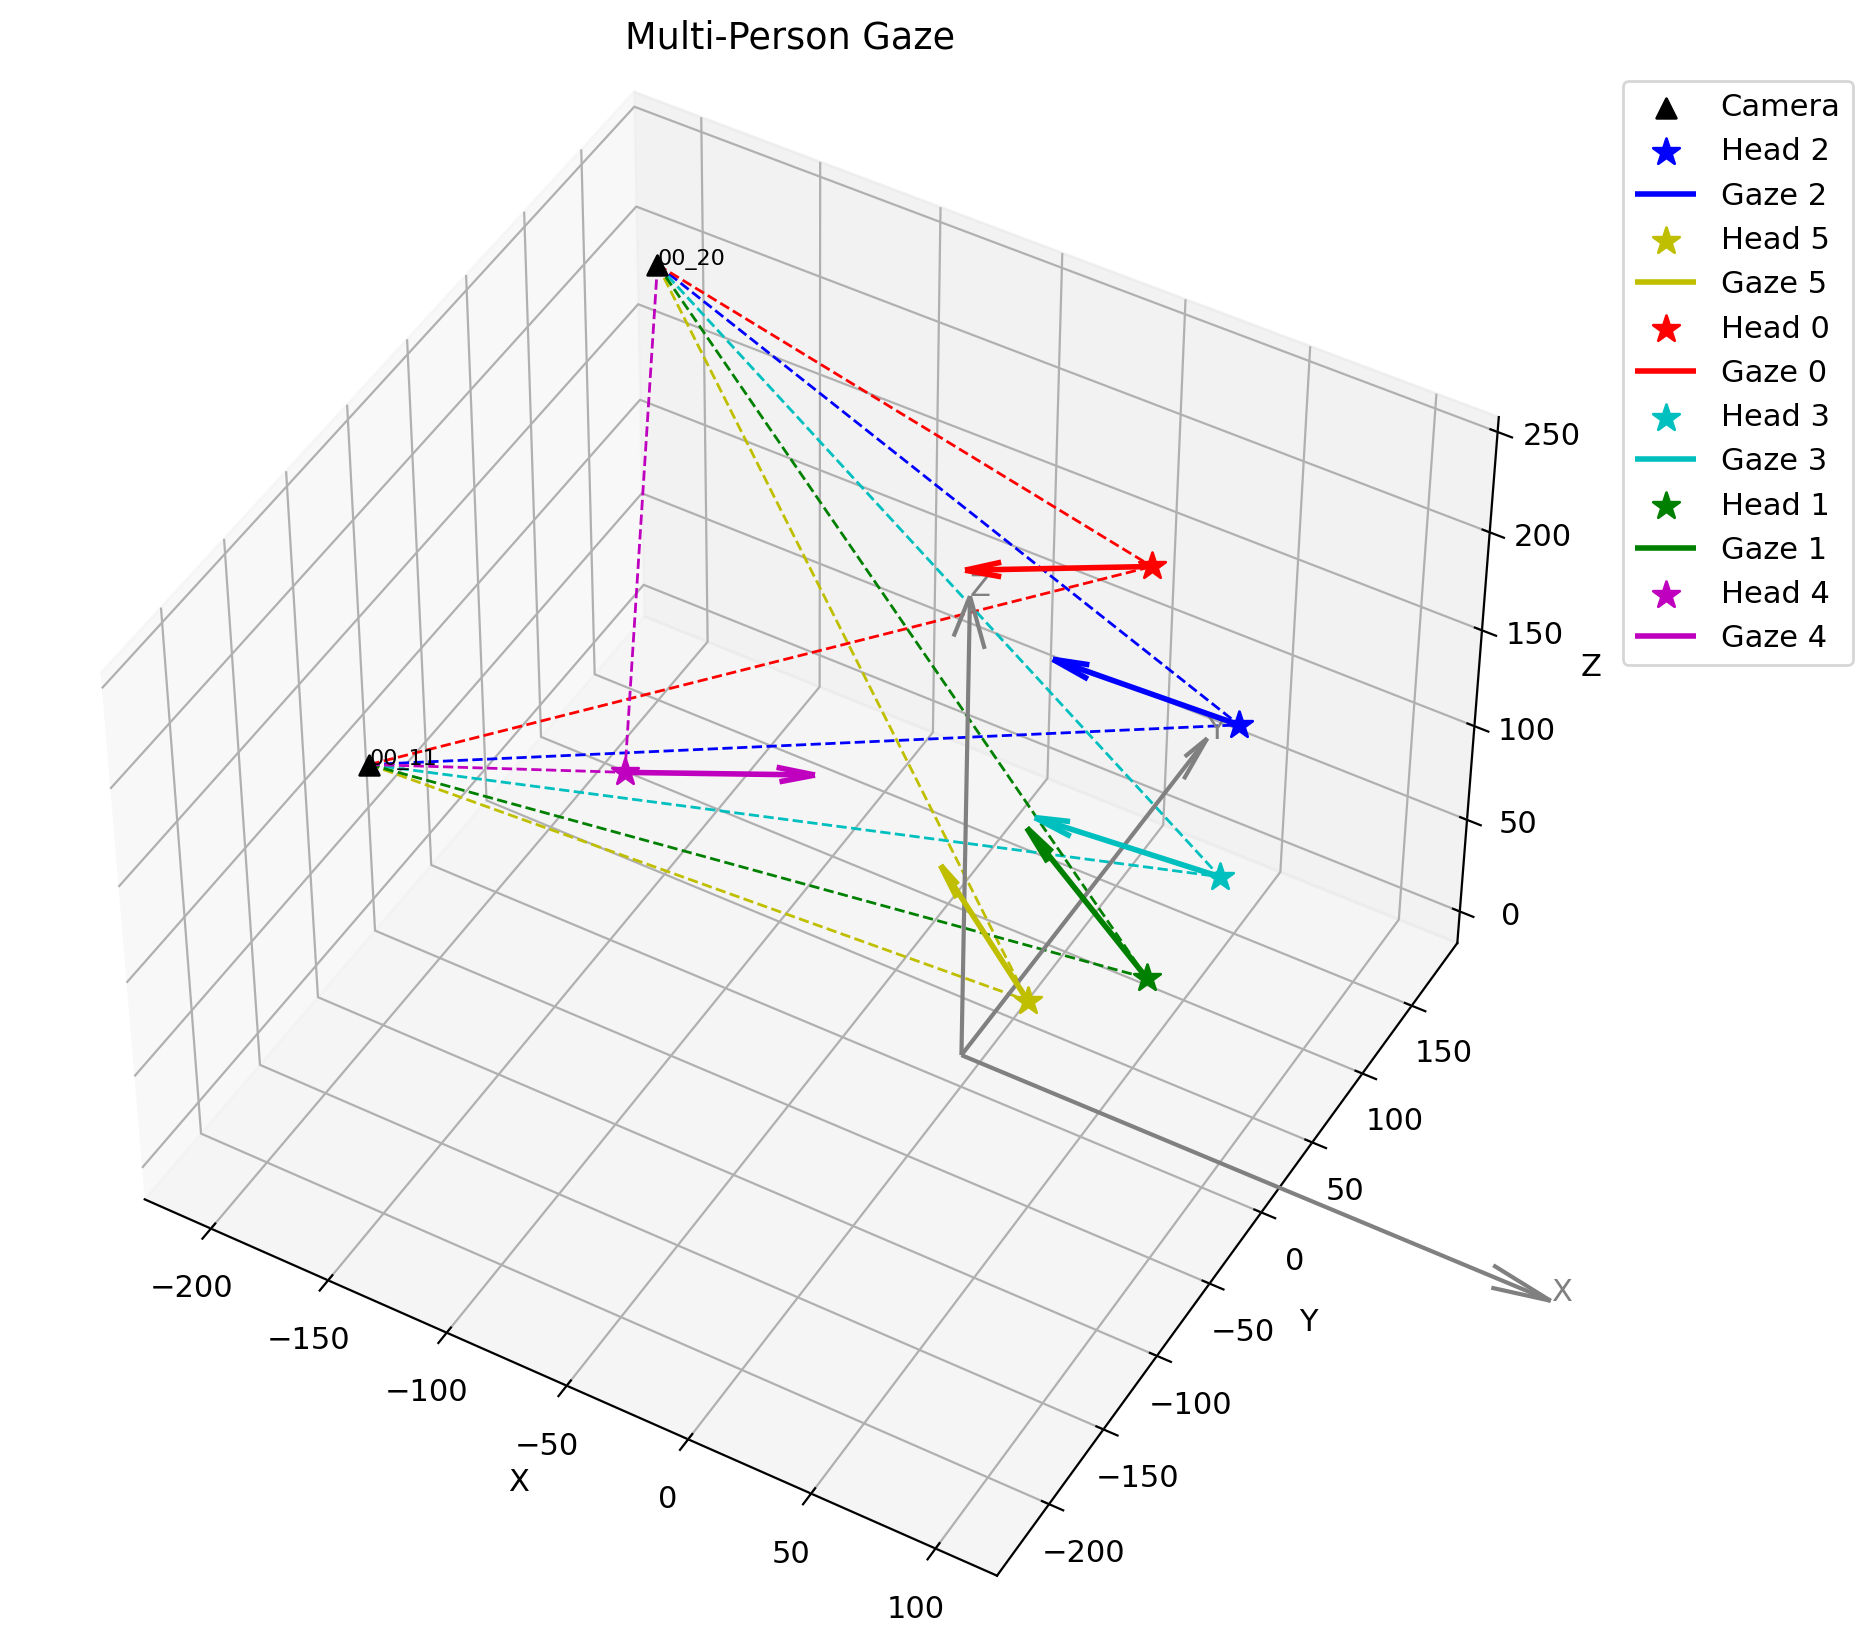 Multi-Person Gaze
Camera
Head 2
Gaze 2
Head 5
Gaze 5
Head 0
Gaze 0
Head 3
Gaze 3
Head 1
Gaze 1
Head 4
Gaze 4
00_20
00_11
Z
Y
X
250
200
150
100
50
0
Z
150
100
50
0
−50
−100
−150
−200
Y
−200
−150
−100
−50
0
50
100
X